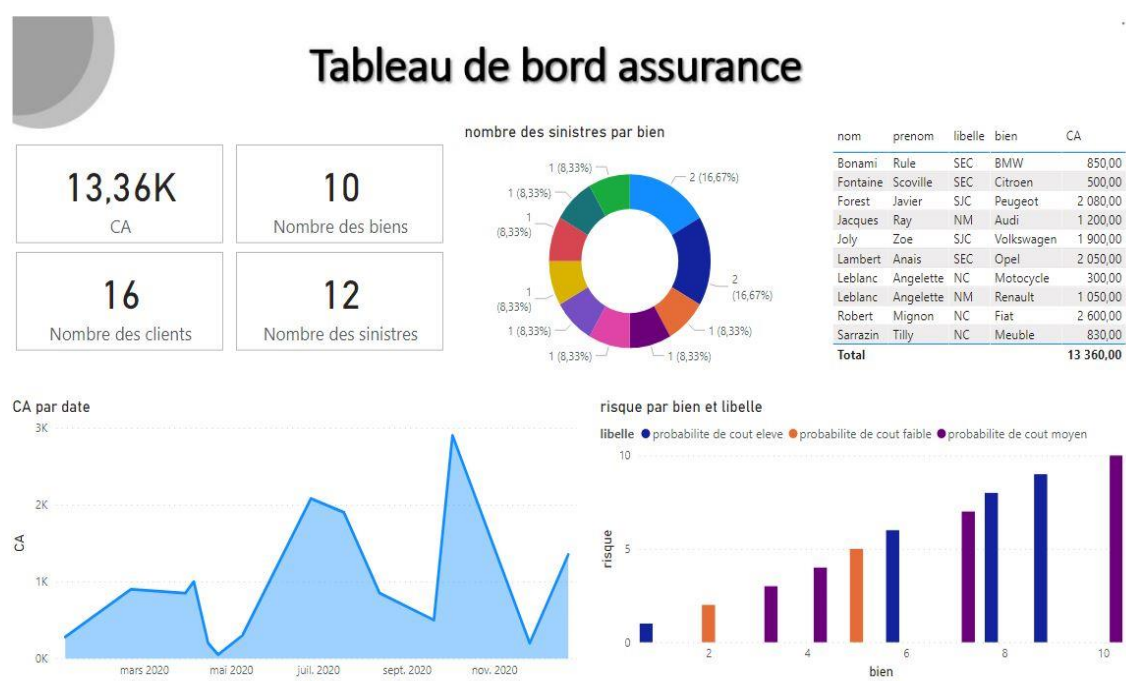 Tableau de bord assurance
13,36K
CA
10
Nombre des biens
16
Nombre des clients
12
Nombre des sinistres
nombre des sinistres par bien
1 (8,33%)
2 (16,67%)
1 (8,33%)
1
(8,33%)
2
(16,67%)
1
(8,33%)
1 (8,33%)
1 (8,33%)
1 (8,33%)
1 (8,33%)
nom prenom libelle bien CA
Bonami Rule SEC BMW 850,00
Fontaine Scoville SEC Citroen 500,00
Forest Javier SJC Peugeot 2 080,00
Jacques Ray NM Audi 1 200,00
Joly Zoe SJC Volkswagen 1 900,00
Lambert Anais SEC Opel 2 050,00
Leblanc Angelette NC Motocycle 300,00
Leblanc Angelette NM Renault 1 050,00
Robert Mignon NC Fiat 2 600,00
Sarrazin Tilly NC Meuble 830,00
Total 13 360,00
CA par date
3K
2K
1K
0K
CA
mars 2020 mai 2020 juil. 2020 sept. 2020 nov. 2020
risque par bien et libelle
libelle probabilite de cout eleve probabilite de cout faible probabilite de cout moyen
10
5
0
risque
2 4 6 8 10
bien